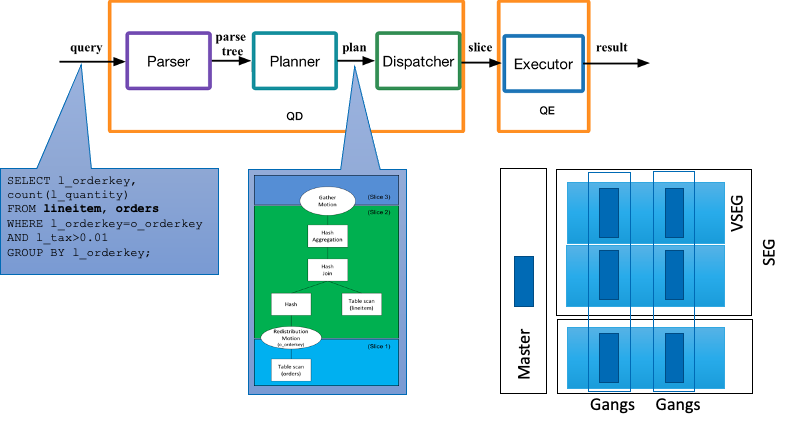 query
Parser
parse
tree
Planner
plan
Dispatcher
slice
Executor
result
QD
QE
SELECT l_orderkey,
count(l_quantity)
FROM lineitem, orders
WHERE l_orderkey=o_orderkey
AND l_tax>0.01
GROUP BY l_orderkey;
(Slice 3)
Gather
Motion
(Slice 2)
Hash
Aggregation
Hash
Join
Hash
Table scan
(lineitem)
Redistribution
Motion
(o_orderkey)
(Slice 1)
Table scan
(orders)
Master
VSEG
SEG
Gangs
Gangs